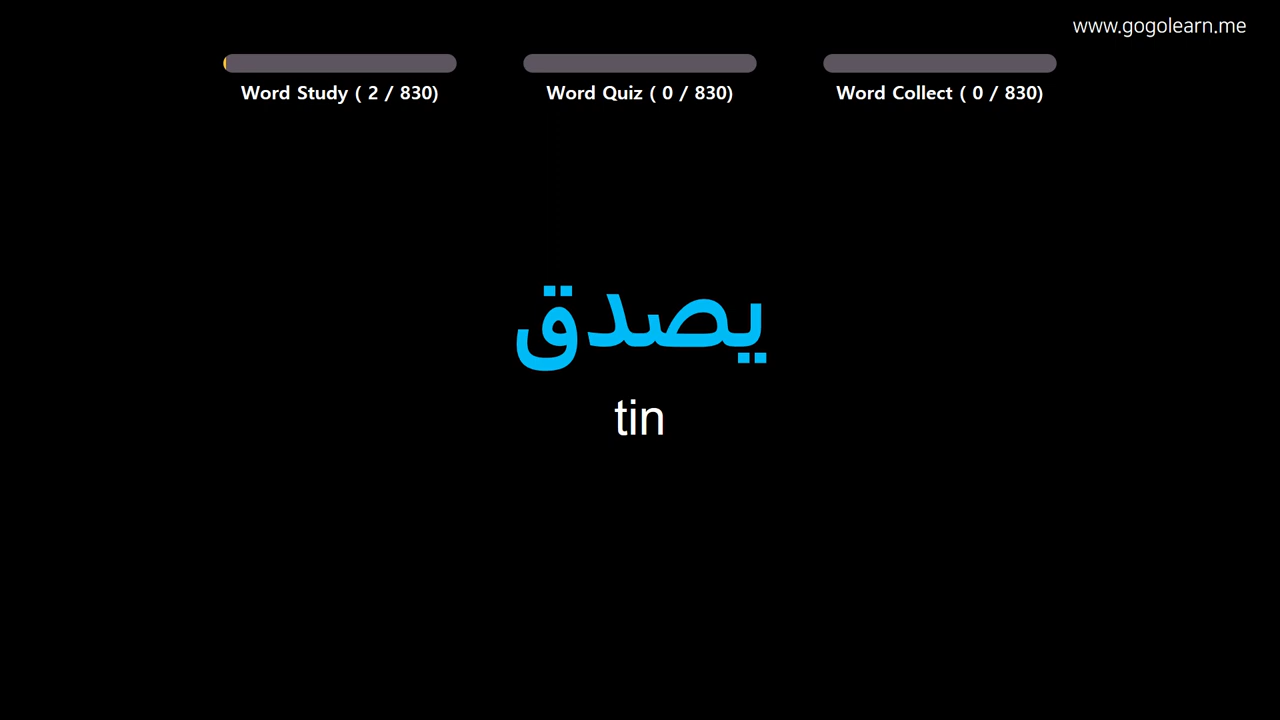 www.gogolearn.me
Word Study ( 2 / 830)
Word Quiz ( 0 / 830)
Word Collect ( 0 / 830)
يصدق
tin